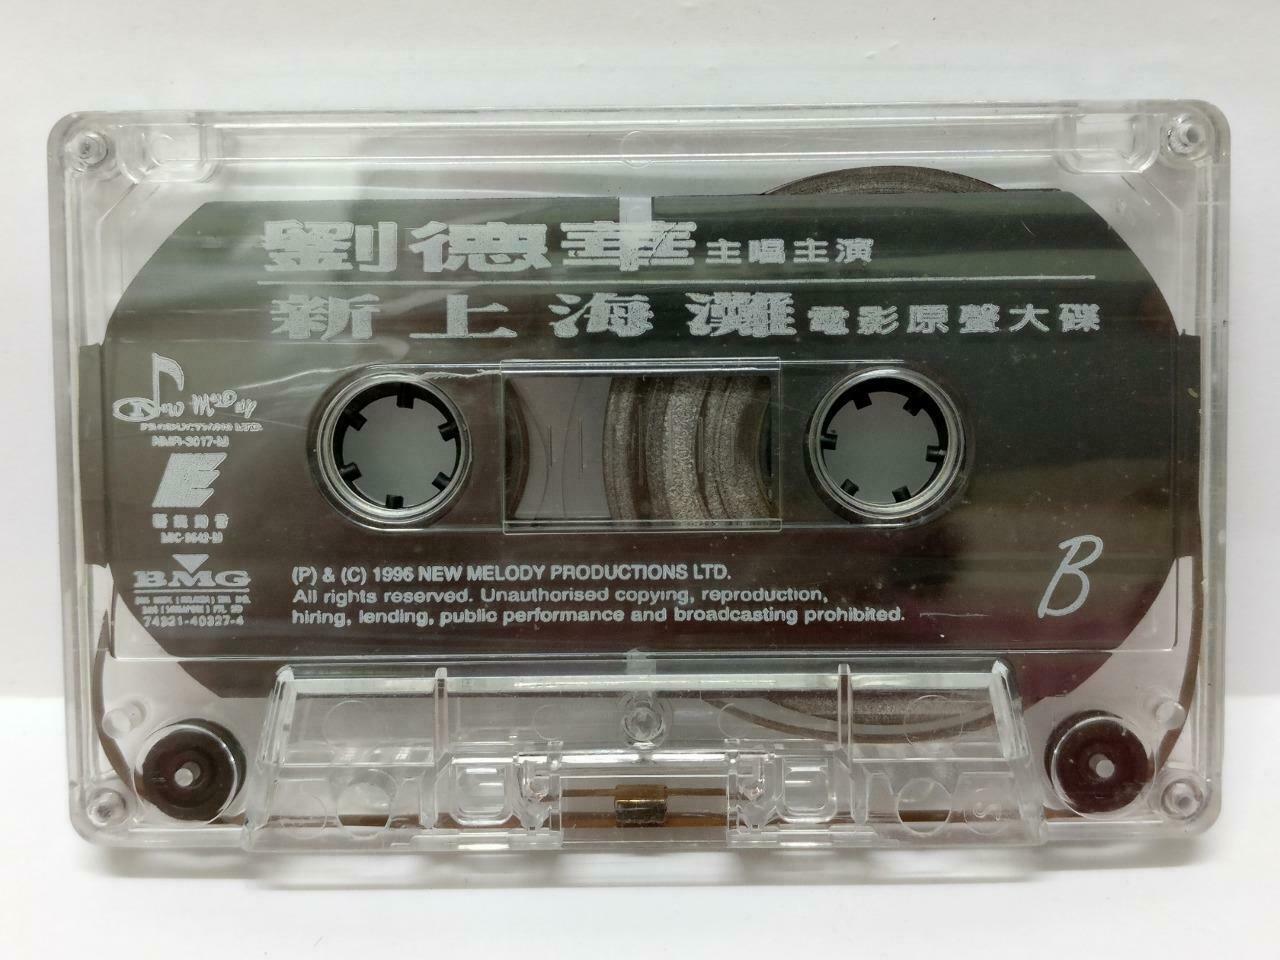 劉德華主唱主演
新上海灘電影原聲大碟
New Melody
PRODUCTIONS LTD.
NMR-3017-M
E
BMG
74321-40327-4
(P) & (C) 1996 NEW MELODY PRODUCTIONS LTD.
All rights reserved. Unauthorised copying, reproduction,
hiring, lending, public performance and broadcasting prohibited.
B